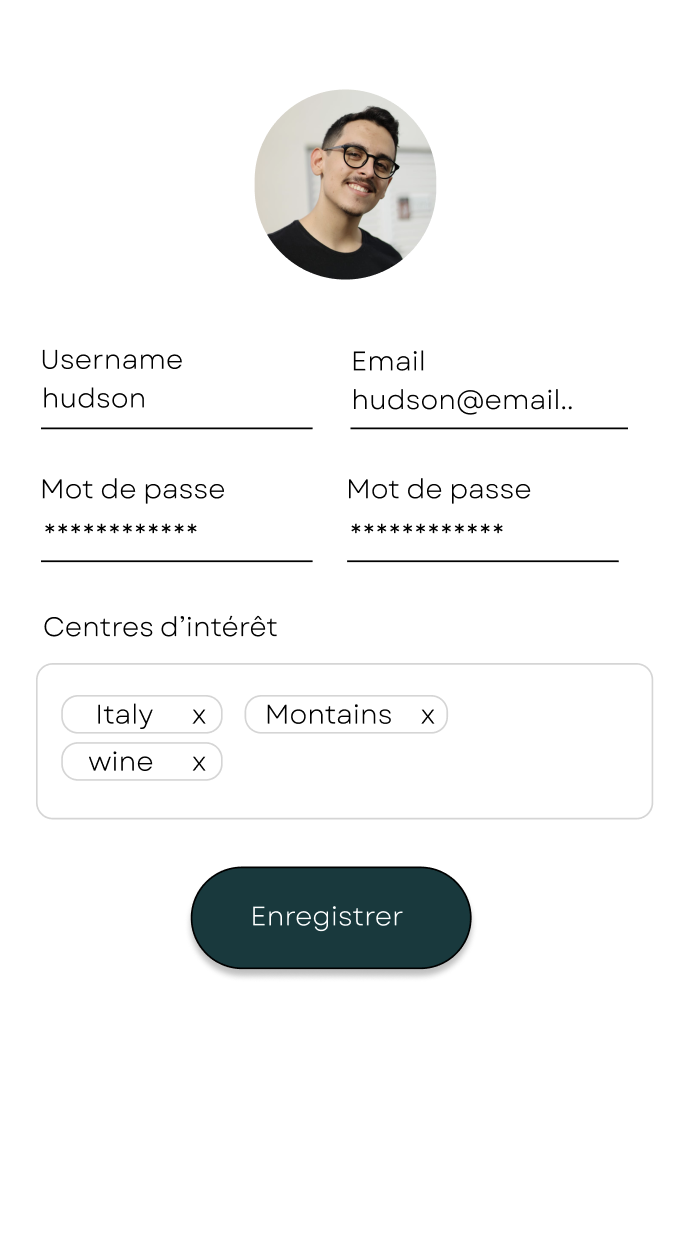 Username
hudson
Email
hudson@email..
Mot de passe
************
Mot de passe
************
Centres d’intérêt
Italy x
Montains x
wine x
Enregistrer